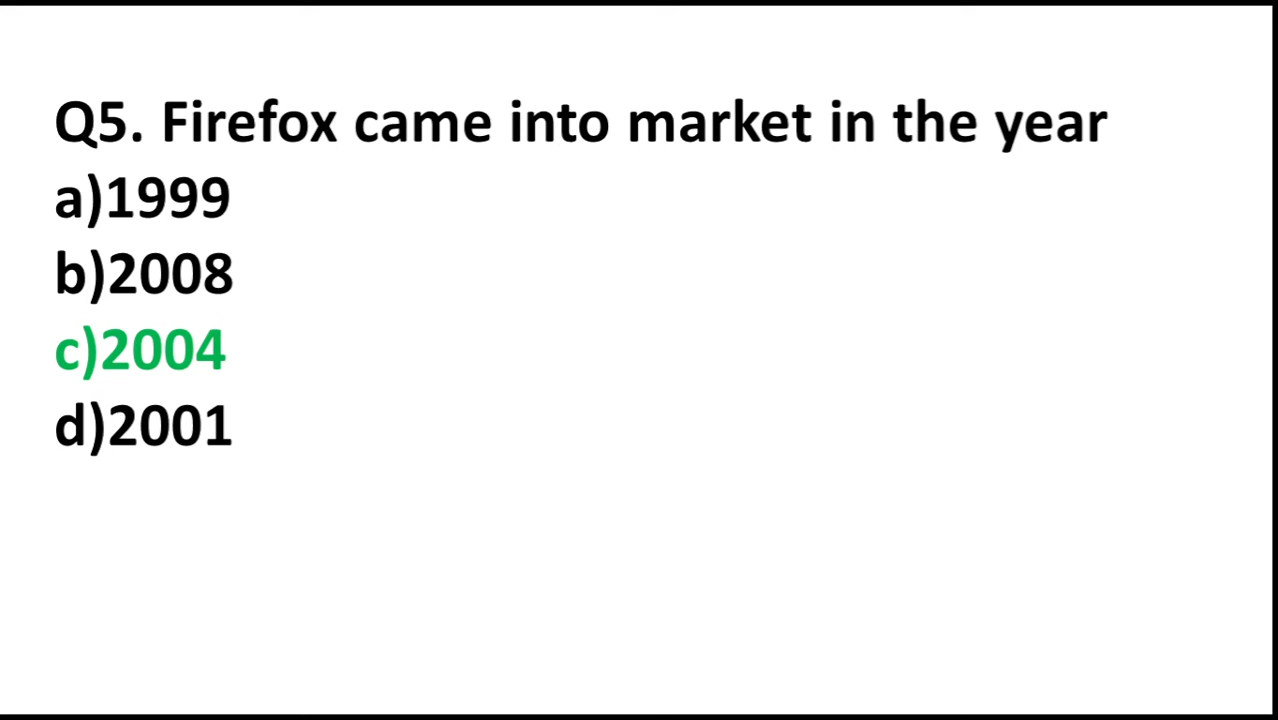 Q5. Firefox came into market in the year
a)1999
b)2008
c)2004
d)2001